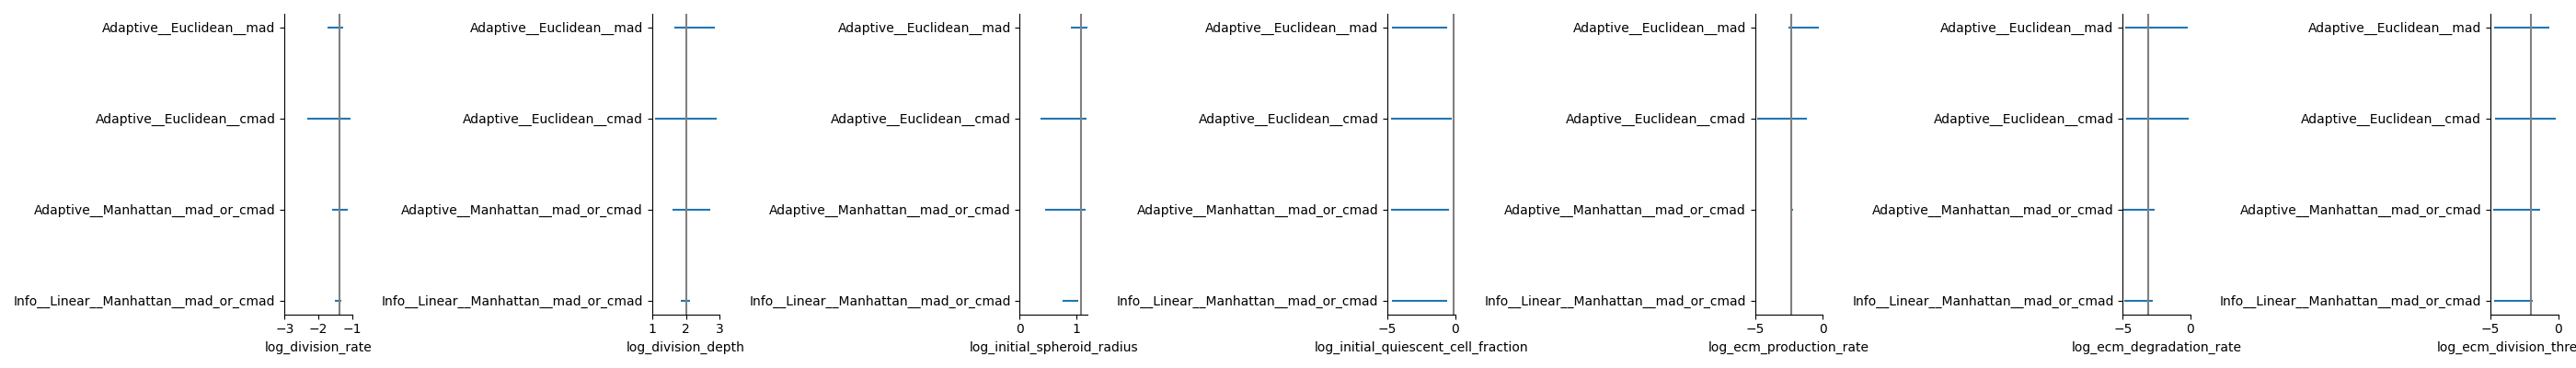 Adaptive__Euclidean__mad Adaptive__Euclidean__mad Adaptive__Euclidean__mad Adaptive__Euclidean__mad Adaptive__Euclidean__mad Adaptive__Euclidean__mad Adaptive__Euclidean__mad
Adaptive__Euclidean__cmad Adaptive__Euclidean__cmad Adaptive__Euclidean__cmad Adaptive__Euclidean__cmad Adaptive__Euclidean__cmad Adaptive__Euclidean__cmad Adaptive__Euclidean__cmad
Adaptive__Manhattan__mad_or_cmad Adaptive__Manhattan__mad_or_cmad Adaptive__Manhattan__mad_or_cmad Adaptive__Manhattan__mad_or_cmad Adaptive__Manhattan__mad_or_cmad Adaptive__Manhattan__mad_or_cmad Adaptive__Manhattan__mad_or_cmad
Info__Linear__Manhattan__mad_or_cmad Info__Linear__Manhattan__mad_or_cmad Info__Linear__Manhattan__mad_or_cmad Info__Linear__Manhattan__mad_or_cmad Info__Linear__Manhattan__mad_or_cmad Info__Linear__Manhattan__mad_or_cmad Info__Linear__Manhattan__mad_or_cmad
−3 −2 −1 1 2 3 0 1 −5 0 −5 0 −5 0 −5 0
log_division_rate log_division_depth log_initial_spheroid_radius log_initial_quiescent_cell_fraction log_ecm_production_rate log_ecm_degradation_rate log_ecm_division_thre